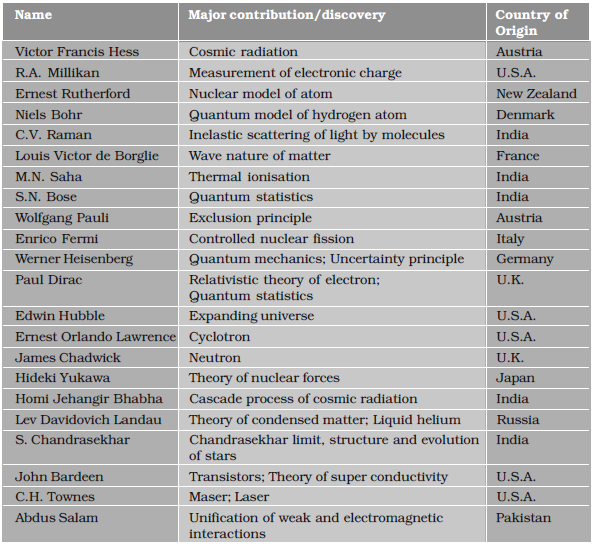 Name Major contribution/discovery Country of
Origin
Victor Francis Hess Cosmic radiation Austria
R.A. Millikan Measurement of electronic charge U.S.A.
Ernest Rutherford Nuclear model of atom New Zealand
Niels Bohr Quantum model of hydrogen atom Denmark
C.V. Raman Inelastic scattering of light by molecules India
Louis Victor de Borglie Wave nature of matter France
M.N. Saha Thermal ionisation India
S.N. Bose Quantum statistics India
Wolfgang Pauli Exclusion principle Austria
Enrico Fermi Controlled nuclear fission Italy
Werner Heisenberg Quantum mechanics; Uncertainty principle Germany
Paul Dirac Relativistic theory of electron; U.K.
Quantum statistics
Edwin Hubble Expanding universe U.S.A.
Ernest Orlando Lawrence Cyclotron U.S.A.
James Chadwick Neutron U.K.
Hideki Yukawa Theory of nuclear forces Japan
Homi Jehangir Bhabha Cascade process of cosmic radiation India
Lev Davidovich Landau Theory of condensed matter; Liquid helium Russia
S. Chandrasekhar Chandrasekhar limit, structure and evolution India
of stars
John Bardeen Transistors; Theory of super conductivity U.S.A.
C.H. Townes Maser; Laser U.S.A.
Abdus Salam Unification of weak and electromagnetic Pakistan
interactions